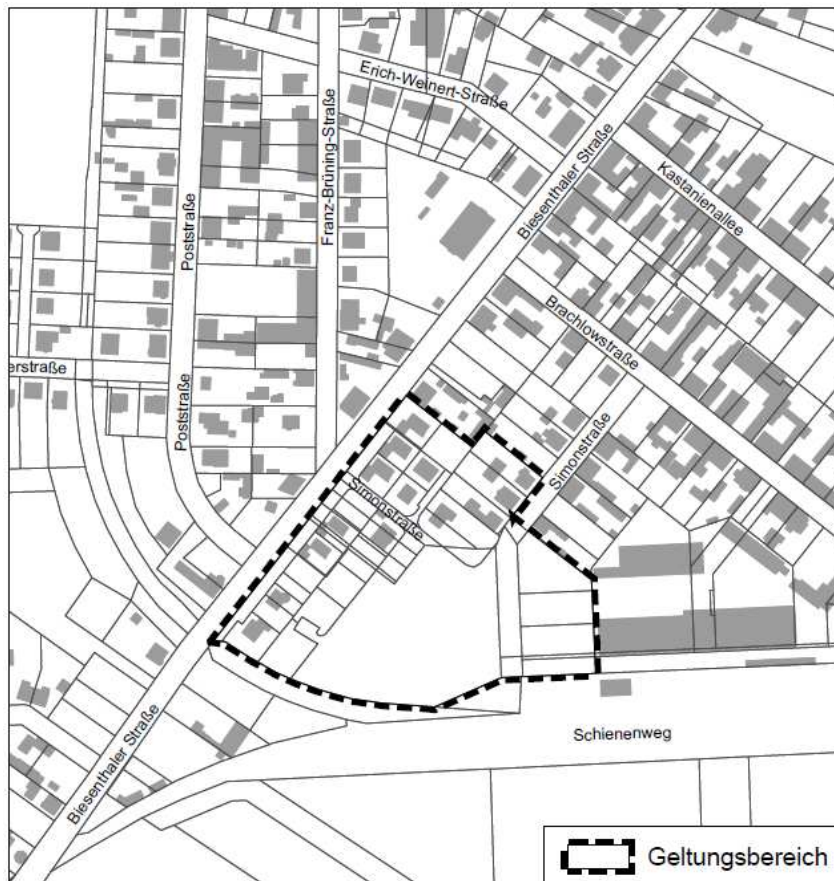 Erich-Weinert-Straße
Franz-Brüning-Straße
Poststraße
Biesenthaler Straße
Kastanienallee
Brachlowstraße
erstraße
Poststraße
Simonstraße
Simonstraße
Biesenthaler Straße
Schienenweg
Geltungsbereich